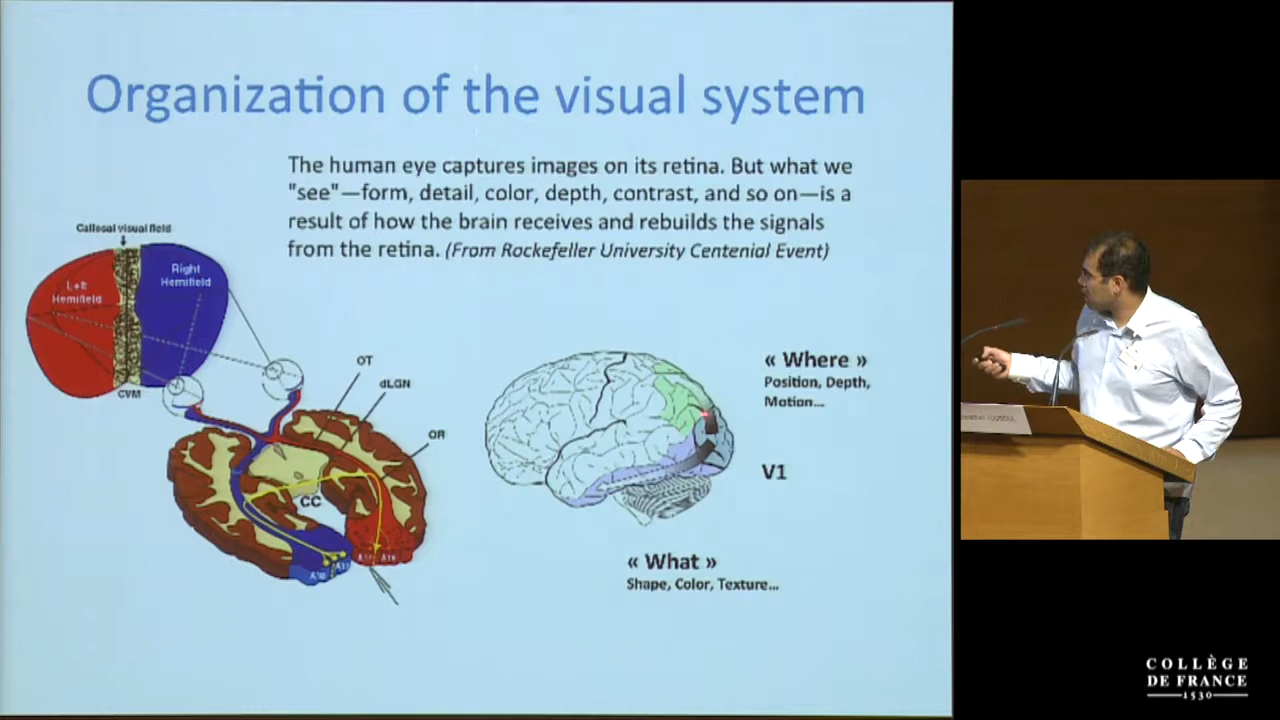 Organization of the visual system
The human eye captures images on its retina. But what we
"see"—form, detail, color, depth, contrast, and so on—is a
result of how the brain receives and rebuilds the signals
from the retina. (From Rockefeller University Centenial Event)
Callosal visual field
Right
Hemifield
Left
Hemifield
CVM
OT
dLGN
OR
CC
« Where »
Position, Depth,
Motion...
V1
« What »
Shape, Color, Texture...
COLLÈGE
DE FRANCE
1530